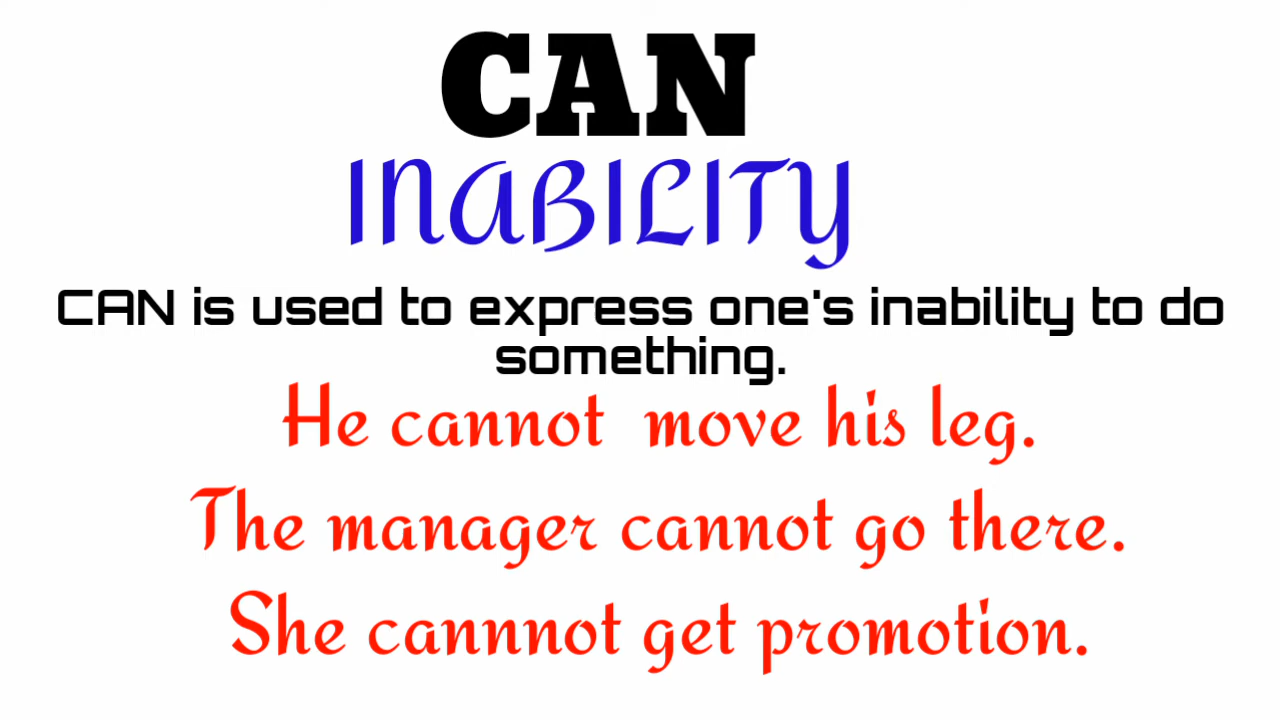 CAN
INABILITY
CAN is used to express one's inability to do
something.
He cannot move his leg.
The manager cannot go there.
She cannnot get promotion.